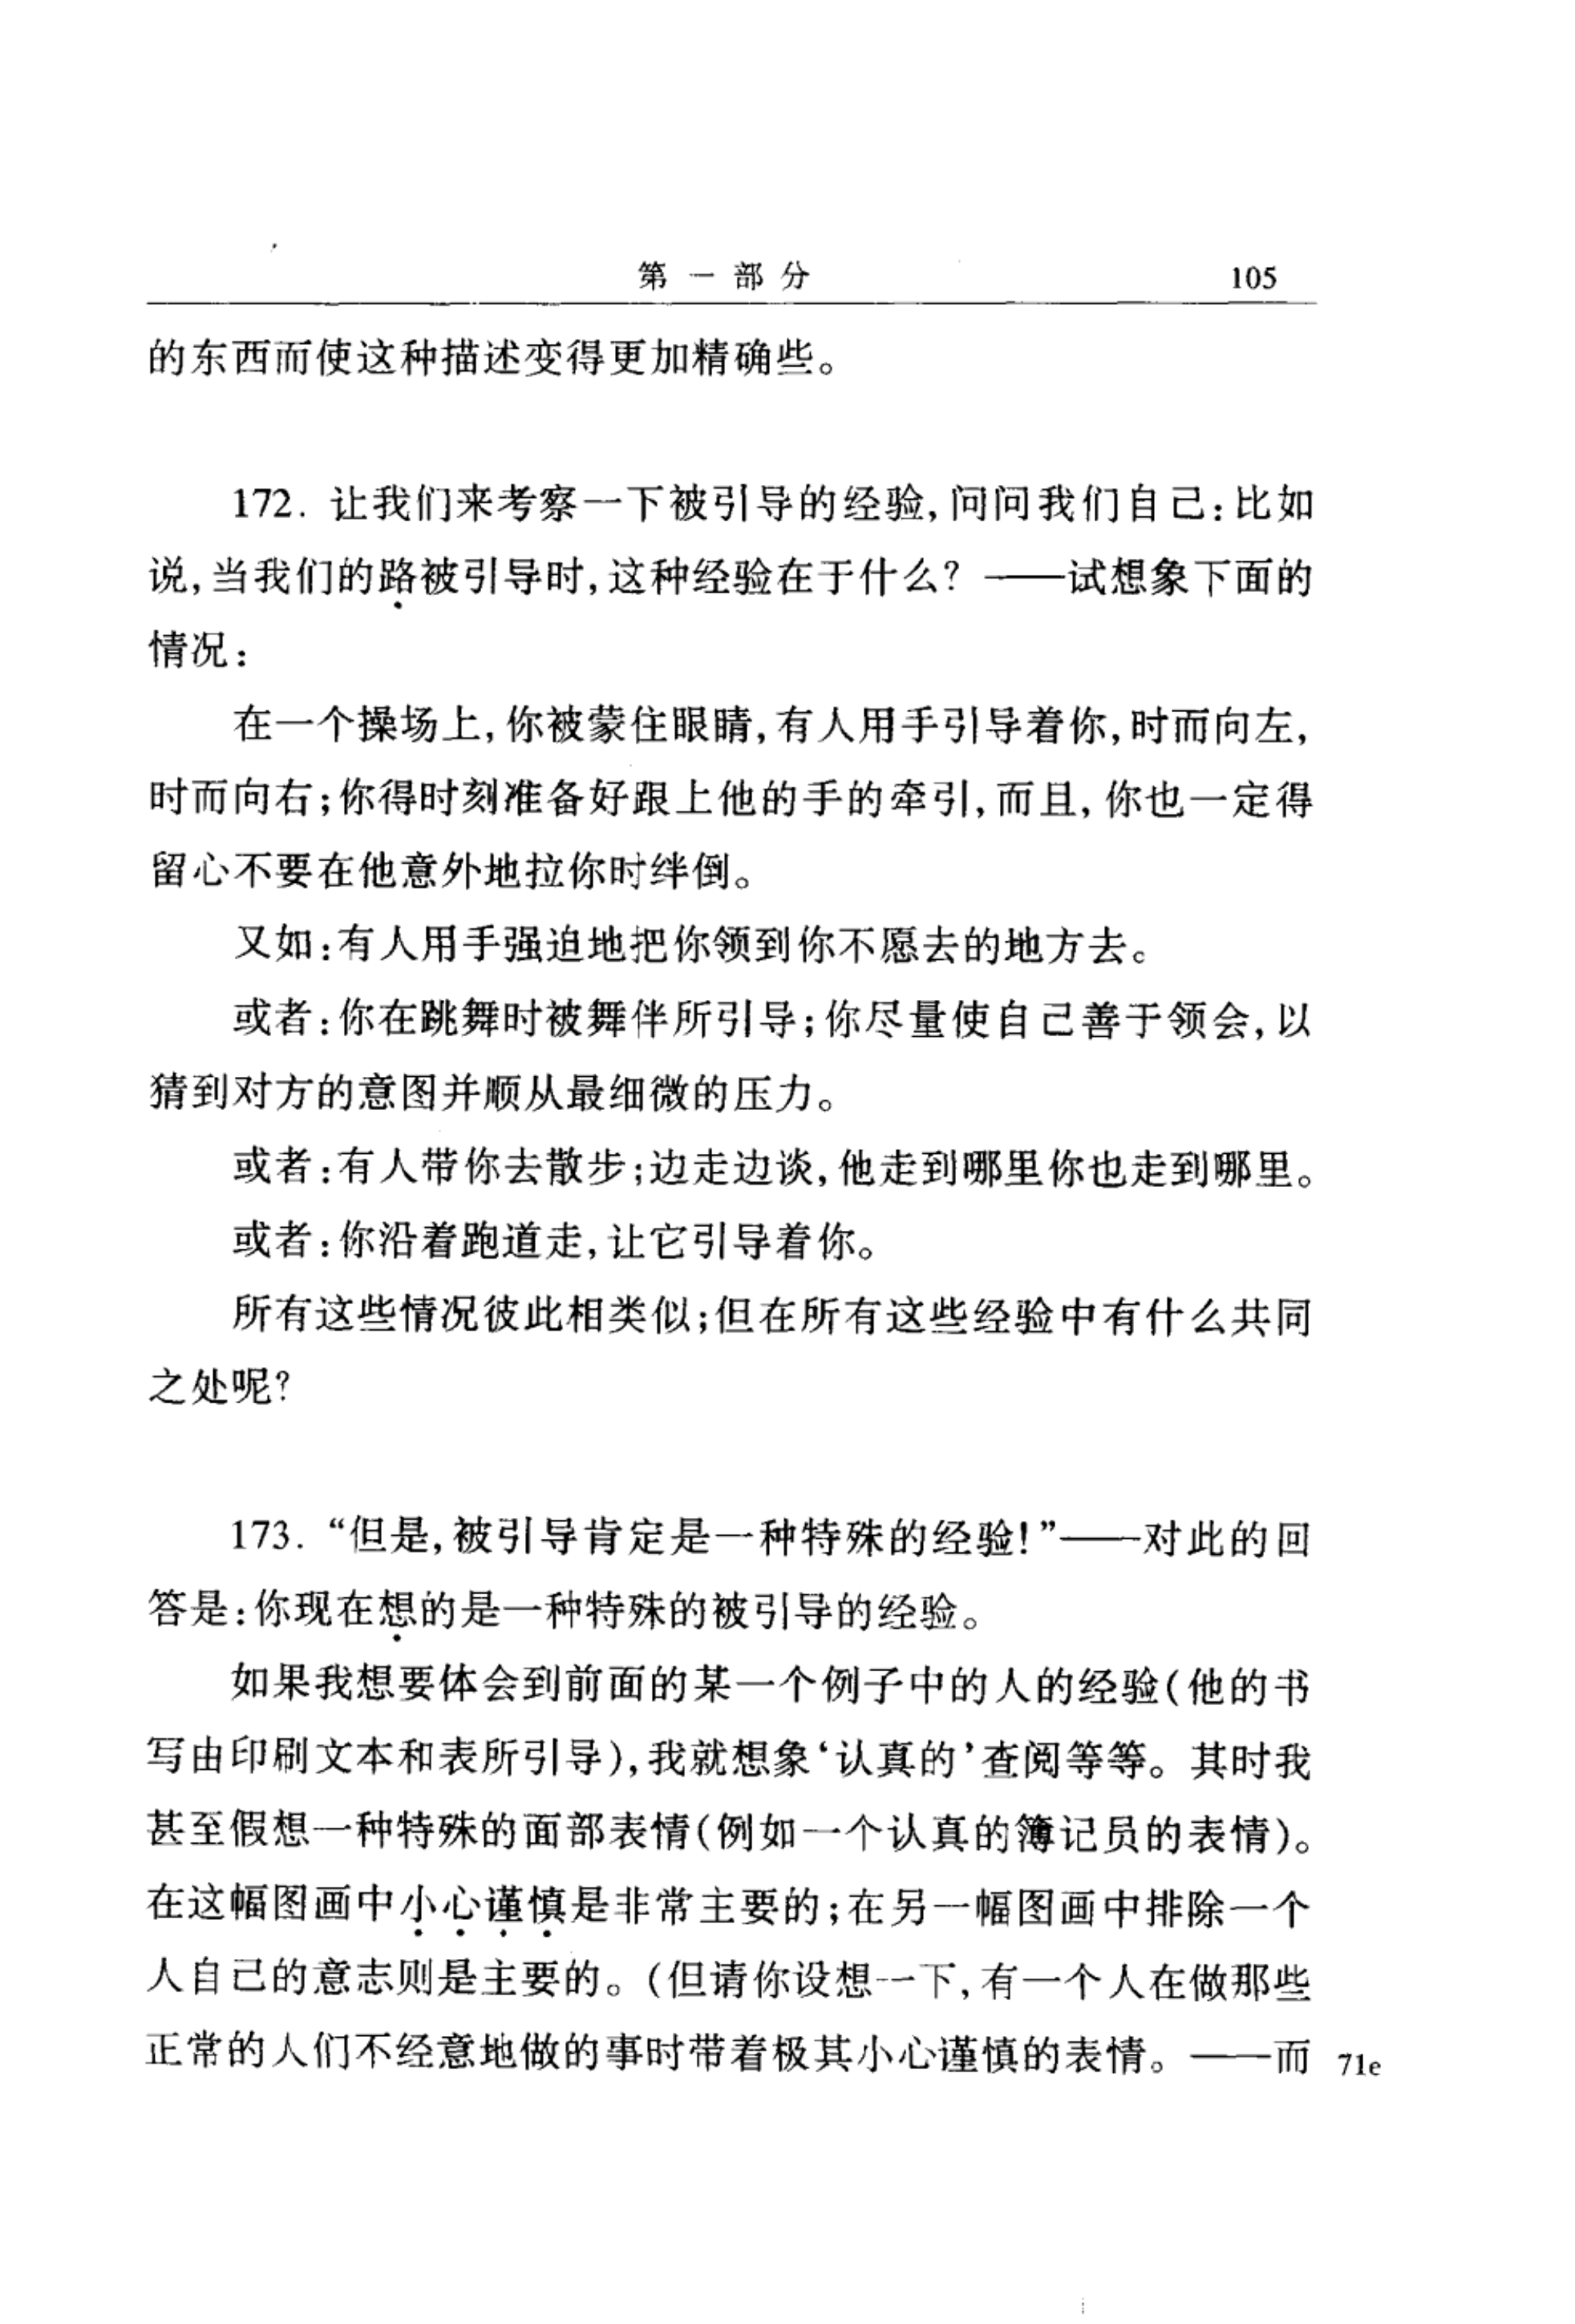 第一部分 105
的东西而使这种描述变得更加精确些。
172. 让我们来考察一下被引导的经验,问问我们自己:比如
说,当我们的路被引导时,这种经验在于什么? ——试想象下面的
情况:
在一个操场上,你被蒙住眼睛,有人用手引导着你,时而向左,
时而向右;你得时刻准备好跟上他的手的牵引,而且,你也一定得
留心不要在他意外地拉你时绊倒。
又如:有人用手强迫地把你领到你不愿去的地方去。
或者:你在跳舞时被舞伴所引导;你尽量使自己善于领会,以
猜到对方的意图并顺从最细微的压力。
或者:有人带你去散步;边走边谈,他走到哪里你也走到哪里。
或者:你沿着跑道走,让它引导着你。
所有这些情况彼此相类似;但在所有这些经验中有什么共同
之处呢?
173. “但是,被引导肯定是一种特殊的经验!”——对此的回
答是:你现在想的是一种特殊的被引导的经验。
如果我想要体会到前面的某一个例子中的人的经验(他的书
写由印刷文本和表所引导),我就想象‘认真的’查阅等等。其时我
甚至假想一种特殊的面部表情(例如一个认真的簿记员的表情)。
在这幅图画中小心谨慎是非常主要的;在另一幅图画中排除一个
人自己的意志则是主要的。(但请你设想一下,有一个人在做那些
正常的人们不经意地做的事时带着极其小心谨慎的表情。——而 71e